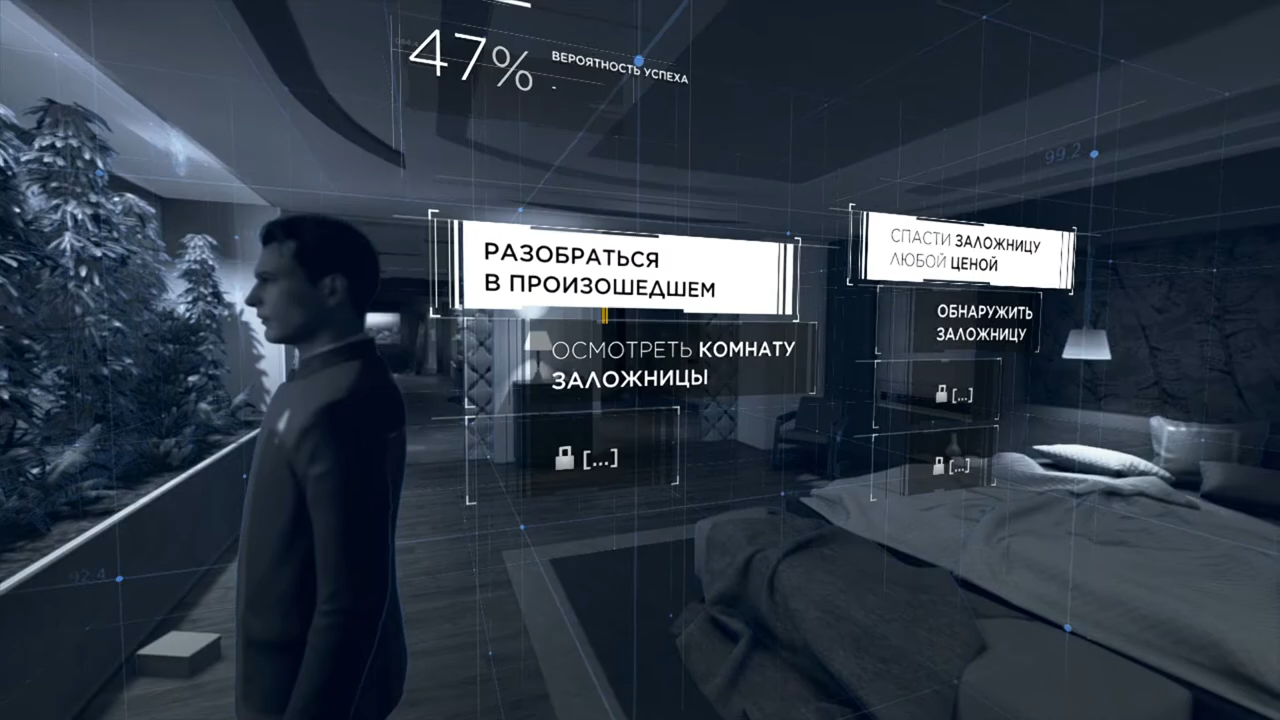 47%
ВЕРОЯТНОСТЬ УСПЕХА
99.2
РАЗОБРАТЬСЯ
В ПРОИЗОШЕДШЕМ
ОСМОТРЕТЬ КОМНАТУ
ЗАЛОЖНИЦЫ
[...]
СПАСТИ ЗАЛОЖНИЦУ
ЛЮБОЙ ЦЕНОЙ
ОБНАРУЖИТЬ
ЗАЛОЖНИЦУ
[...]
[...]
92.4